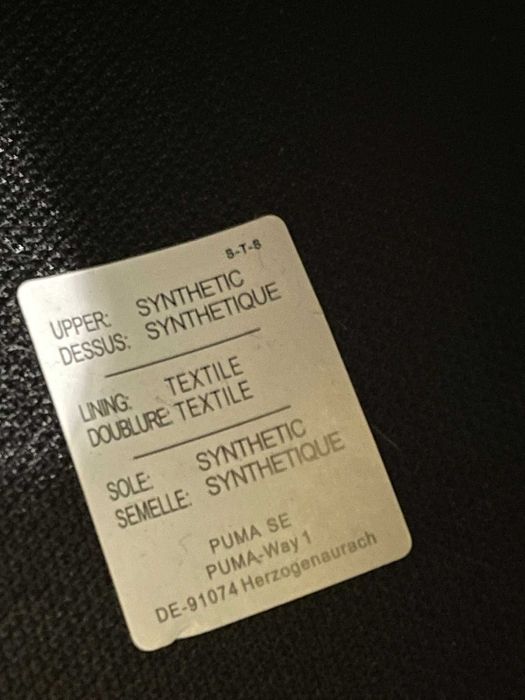 S-T-S
UPPER: SYNTHETIC
DESSUS: SYNTHETIQUE
LINING: TEXTILE
DOUBLURE: TEXTILE
SOLE: SYNTHETIC
SEMELLE: SYNTHETIQUE
PUMA SE
PUMA-Way 1
DE-91074 Herzogenaurach